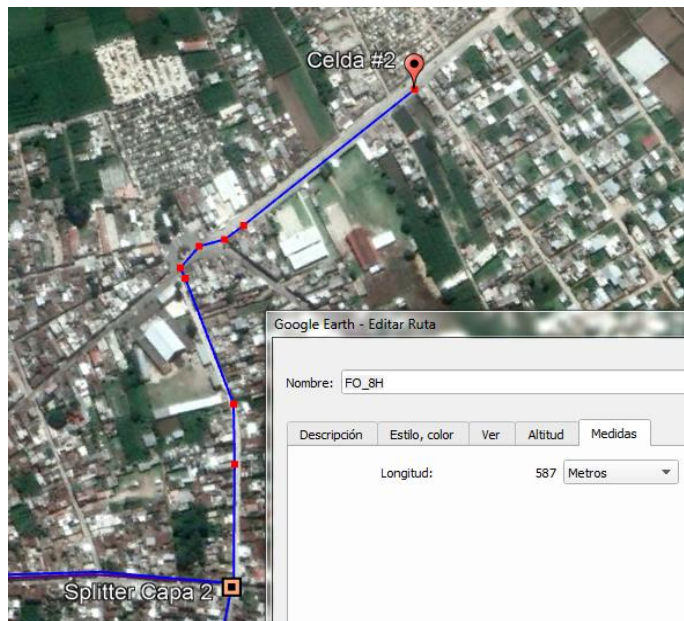 Celda #2
Google Earth - Editar Ruta
Nombre: FO_8H
Descripción Estilo, color Ver Altitud Medidas
Longitud: 587 Metros
Splitter Capa 2